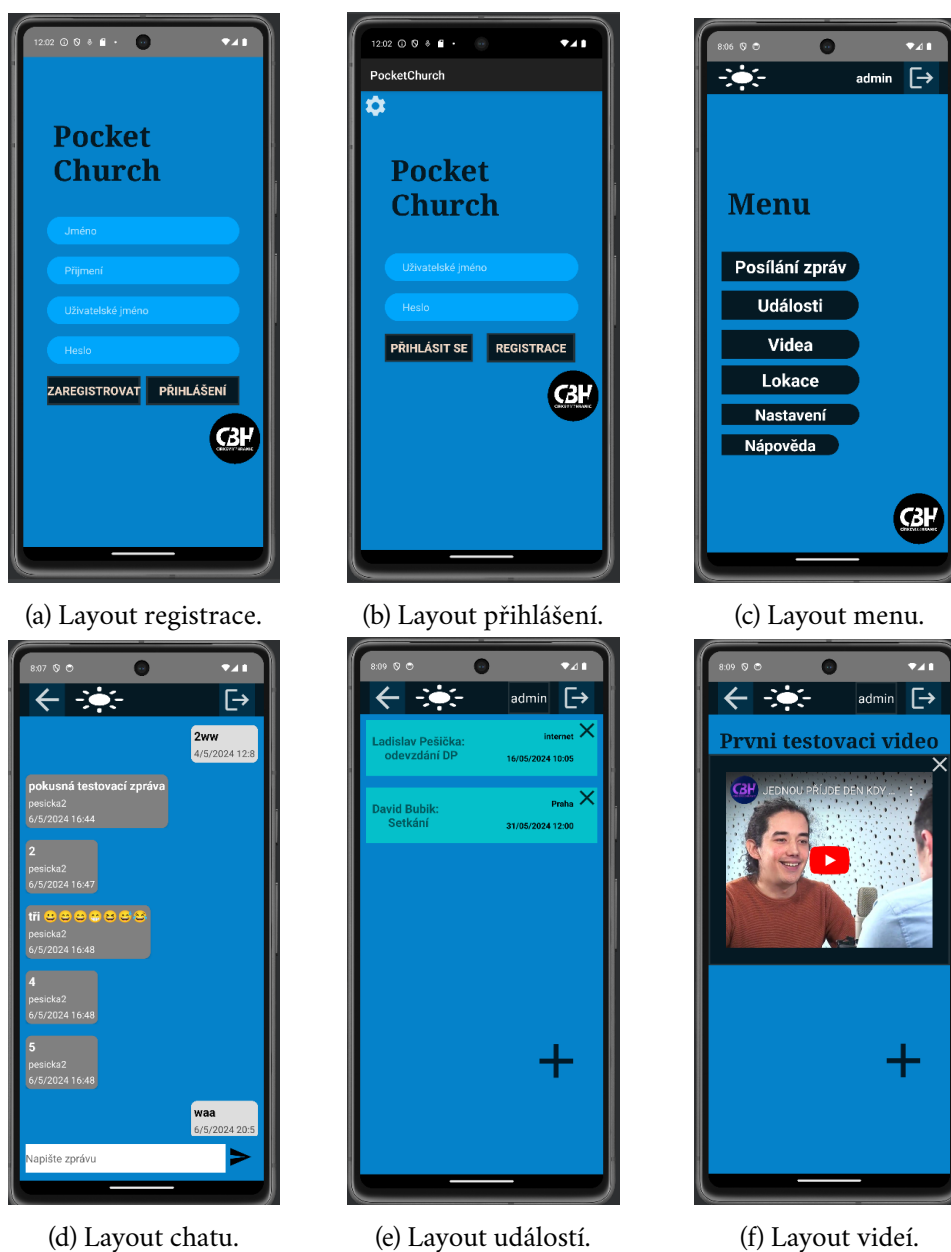 12:02
Pocket
Church
Jméno
Přijmení
Uživatelské jméno
Heslo
ZAREGISTROVAT PŘIHLÁŠENÍ
CBH
(a) Layout registrace.
12:02
PocketChurch
Pocket
Church
Uživatelské jméno
Heslo
PŘIHLÁSIT SE REGISTRACE
CBH
(b) Layout přihlášení.
8:06
admin
Menu
Posílání zpráv
Události
Videa
Lokace
Nastavení
Nápověda
CBH
(c) Layout menu.
8:07
2ww
4/5/2024 12:8
pokusná testovací zpráva
pesicka2
6/5/2024 16:44
2
pesicka2
6/5/2024 16:47
tři 😀😄😄😁😆😅😂
pesicka2
6/5/2024 16:48
4
pesicka2
6/5/2024 16:48
5
pesicka2
6/5/2024 16:48
waa
6/5/2024 20:5
Napište zprávu
(d) Layout chatu.
8:09
admin
Ladislav Pešička: internet
odevzdání DP 16/05/2024 10:05
David Bubik: Praha
Setkání 31/05/2024 12:00
(e) Layout událostí.
8:09
admin
Prvni testovaci video
CBH JEDNOU PŘÍJDE DEN KDY ...
(f) Layout videí.